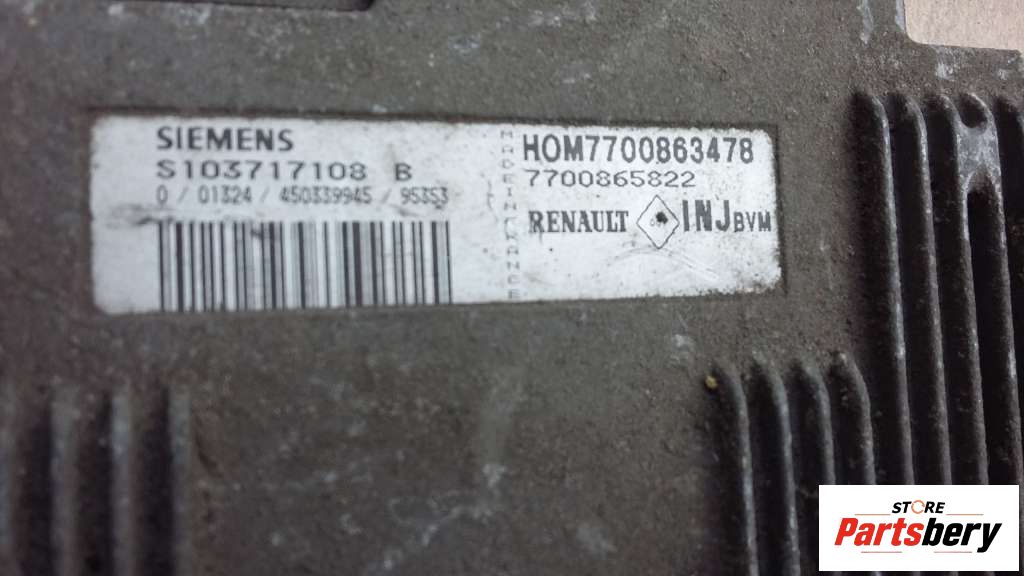 SIEMENS
S103717108 B
0 / 01324 / 450339945 / 95353
MADE IN FRANCE
HOM7700863478
7700865822
RENAULT INJ BVM
STORE
Partsbery